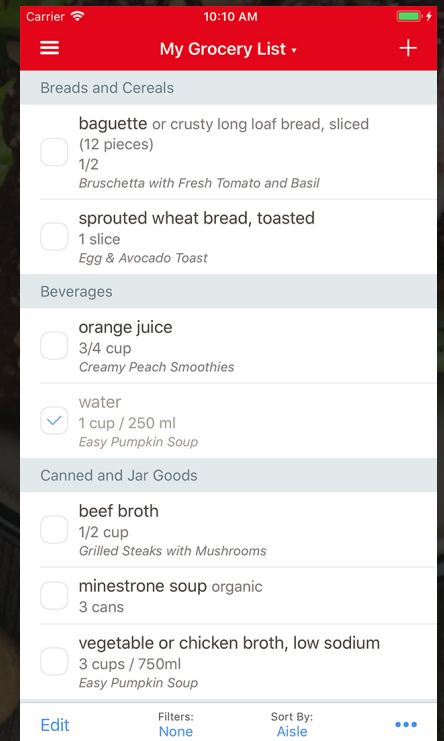 Carrier 10:10 AM
My Grocery List ▾
Breads and Cereals
baguette or crusty long loaf bread, sliced
(12 pieces)
1/2
Bruschetta with Fresh Tomato and Basil
sprouted wheat bread, toasted
1 slice
Egg & Avocado Toast
Beverages
orange juice
3/4 cup
Creamy Peach Smoothies
water
1 cup / 250 ml
Easy Pumpkin Soup
Canned and Jar Goods
beef broth
1/2 cup
Grilled Steaks with Mushrooms
minestrone soup organic
3 cans
vegetable or chicken broth, low sodium
3 cups / 750ml
Easy Pumpkin Soup
Edit
Filters:
None
Sort By:
Aisle